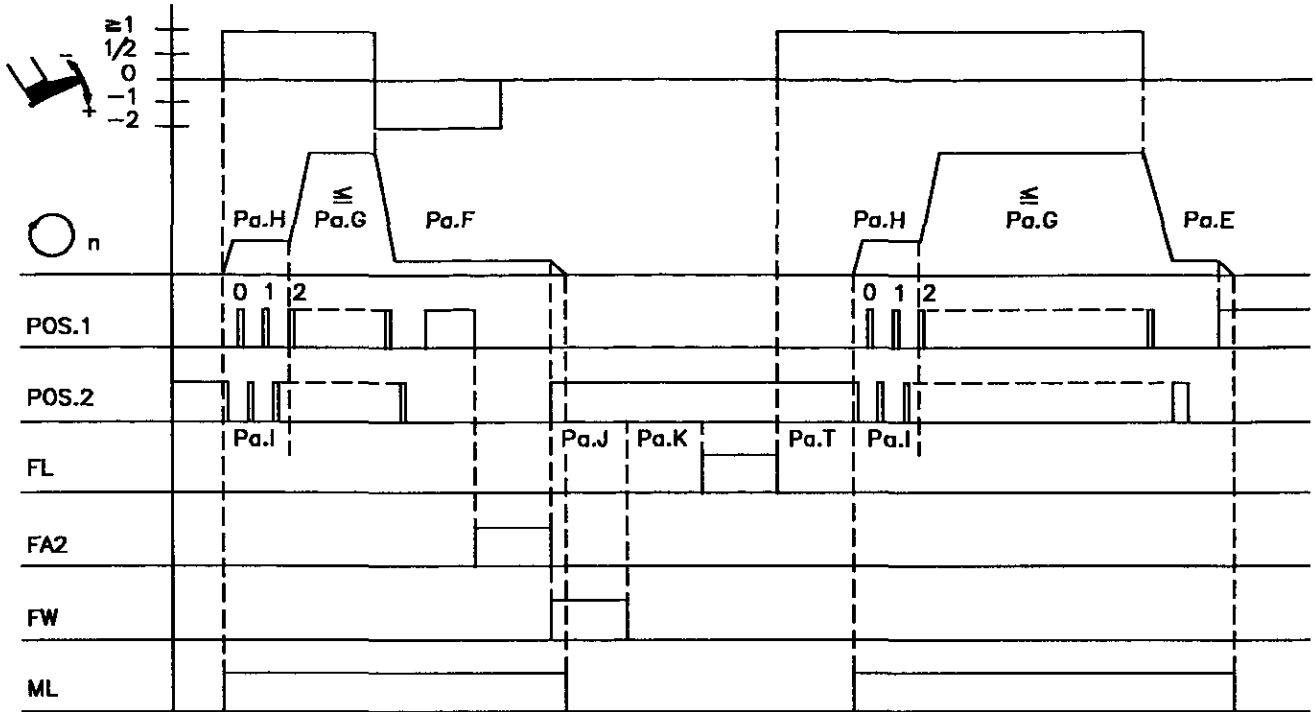 ≥1
1/2
0
-1
-2
- +
n
Pa.H ≤ Pa.G Pa.F Pa.H ≤ Pa.G Pa.E
0 1 2 0 1 2
POS.1
POS.2
Pa.I Pa.J Pa.K Pa.T Pa.I
FL
FA2
FW
ML